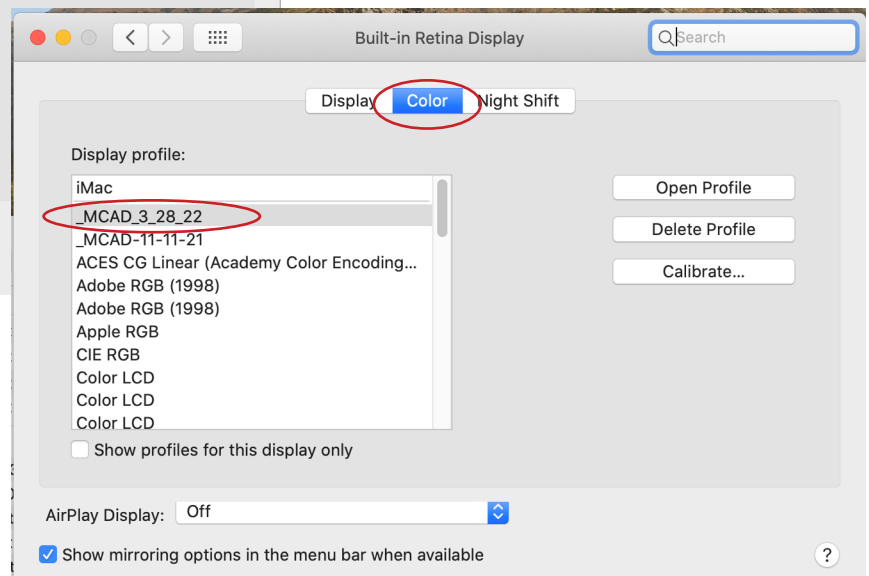 Built-in Retina Display
Search
Display Color Night Shift
Display profile:
iMac
_MCAD_3_28_22
_MCAD-11-11-21
ACES CG Linear (Academy Color Encoding...
Adobe RGB (1998)
Adobe RGB (1998)
Apple RGB
CIE RGB
Color LCD
Color LCD
Color LCD
Open Profile
Delete Profile
Calibrate...
Show profiles for this display only
AirPlay Display: Off
Show mirroring options in the menu bar when available
?